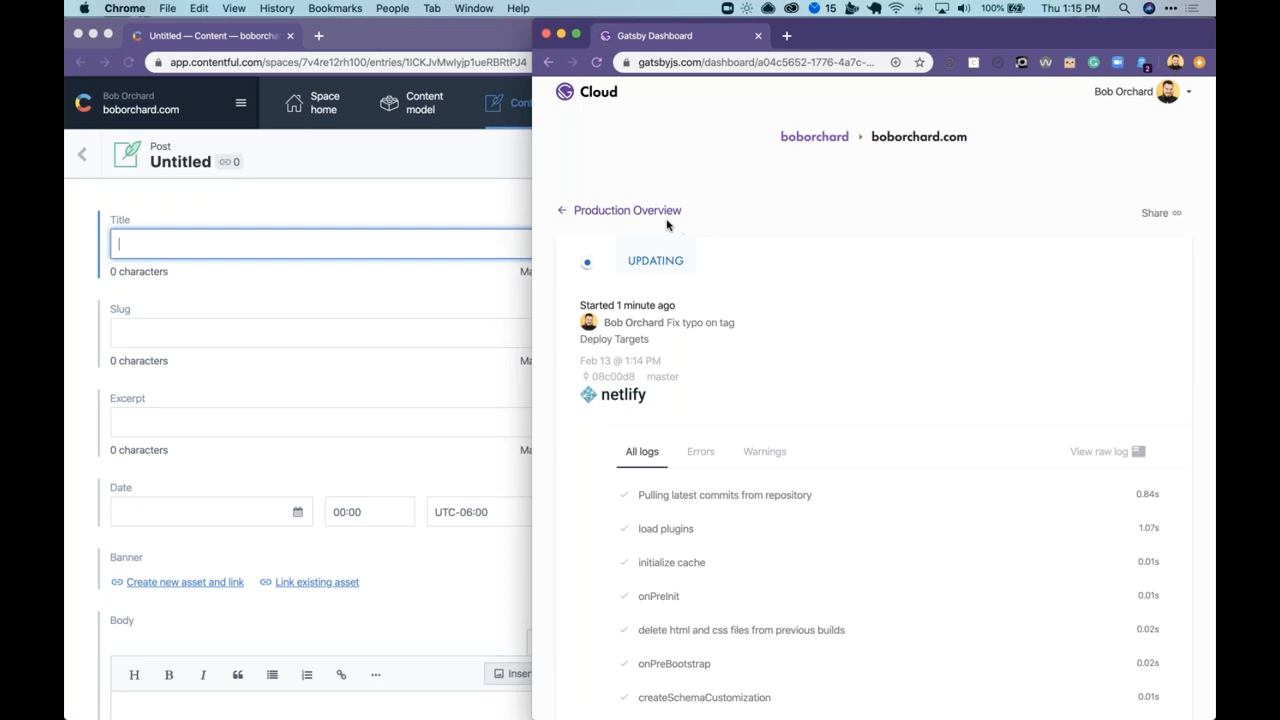 Chrome File Edit View History Bookmarks People Tab Window Help 15 100% Thu 1:15 PM
Untitled — Content — boborcha
app.contentful.com/spaces/7v4re12rh100/entries/1ICKJvMwIyjp1ueRBRtPJ4
Bob Orchard
boborchard.com
Space
home
Content
model
Cont
Post
Untitled 0
Title
0 characters
Ma
Slug
0 characters
Ma
Excerpt
0 characters
Ma
Date
00:00
UTC-06:00
Banner
Create new asset and link
Link existing asset
Body
H B I
Inser
Gatsby Dashboard
gatsbyjs.com/dashboard/a04c5652-1776-4a7c-...
Cloud
Bob Orchard
boborchard boborchard.com
Production Overview
Share
UPDATING
Started 1 minute ago
Bob Orchard Fix typo on tag
Deploy Targets
Feb 13 @ 1:14 PM
08c00d8 master
netlify
All logs Errors Warnings View raw log
Pulling latest commits from repository 0.84s
load plugins 1.07s
initialize cache 0.01s
onPreInit 0.01s
delete html and css files from previous builds 0.02s
onPreBootstrap 0.02s
createSchemaCustomization 0.01s